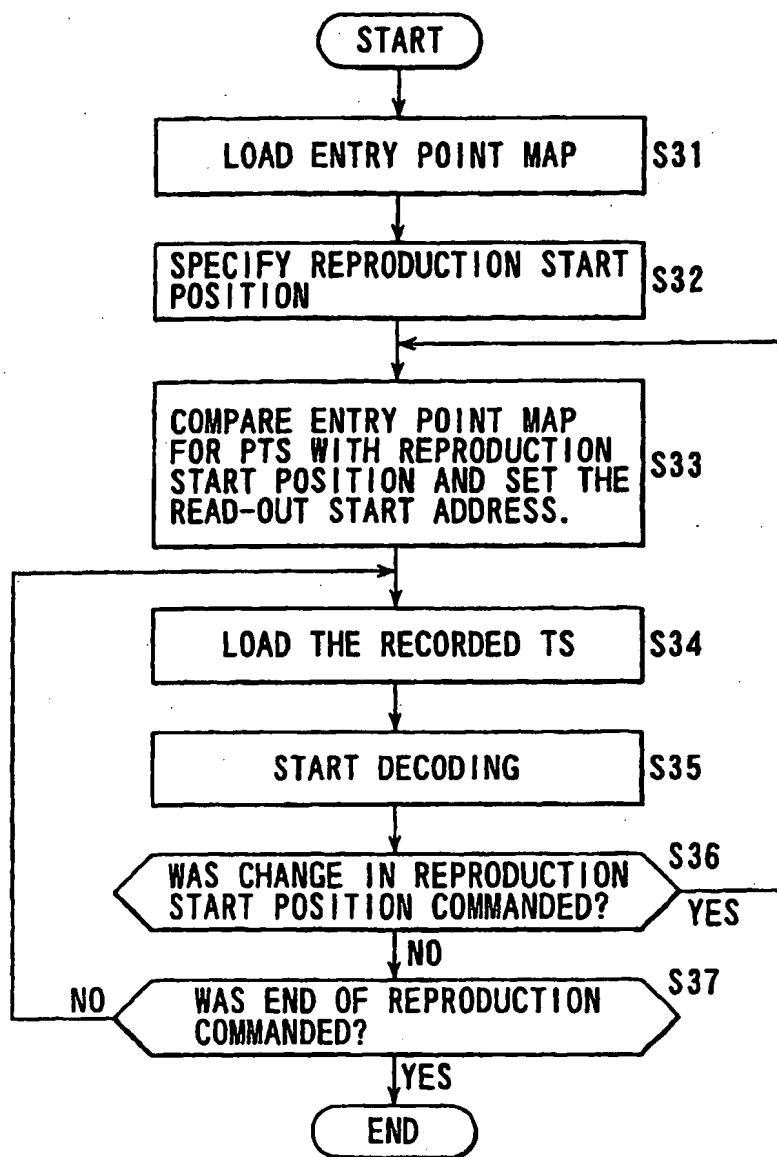 START
LOAD ENTRY POINT MAP
S31
SPECIFY REPRODUCTION START
POSITION
S32
COMPARE ENTRY POINT MAP
FOR PTS WITH REPRODUCTION
START POSITION AND SET THE
READ-OUT START ADDRESS.
S33
LOAD THE RECORDED TS
S34
START DECODING
S35
S36
WAS CHANGE IN REPRODUCTION
START POSITION COMMANDED?
YES
NO
S37
NO
WAS END OF REPRODUCTION
COMMANDED?
YES
END